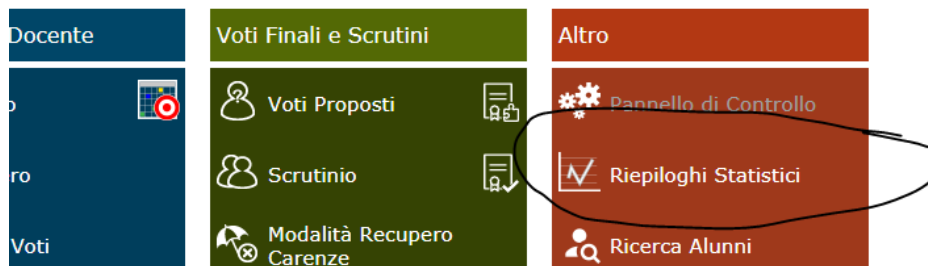 Docente
Voti Finali e Scrutini
Altro
o
Voti Proposti
Pannello di Controllo
ro
Scrutinio
Riepiloghi Statistici
Voti
Modalità Recupero
Carenze
Ricerca Alunni